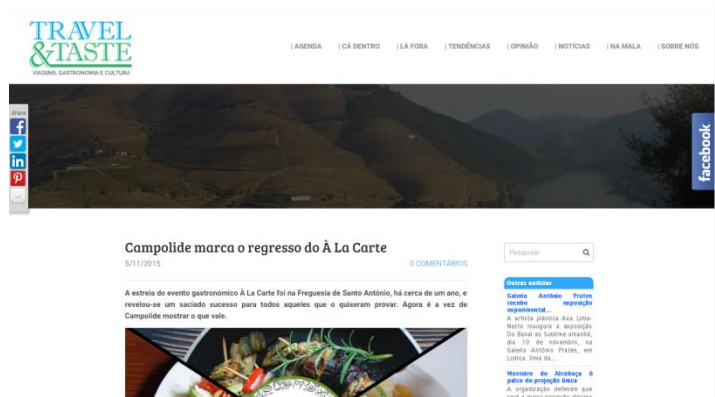 TRAVEL
&TASTE
VIAGENS, GASTRONOMIA E CULTURA
| AGENDA | CÁ DENTRO | LÁ FORA | TENDÊNCIAS | OPINIÃO | NOTÍCIAS | NA MALA | SOBRE NÓS
Share
facebook
Campolide marca o regresso do À La Carte
5/11/2015
0 COMENTÁRIOS
A estreia do evento gastronómico À La Carte foi na Freguesia de Santo António, há cerca de um ano, e
revelou-se um saciado sucesso para todos aqueles que o quiseram provar. Agora é a vez de
Campolide mostrar o que vale.
Pesquisar
Outras notícias
Galeria António Prates
recebe exposição
experimental...
A artista plástica Ana Lima-
Netto inaugura a exposição
Do Banal ao Sublime amanhã,
dia 10 de novembro, na
Galeria António Prates, em
Lisboa. Uma da...
Mosteiro de Alcobaça é
palco de projeção única
A organização defende que